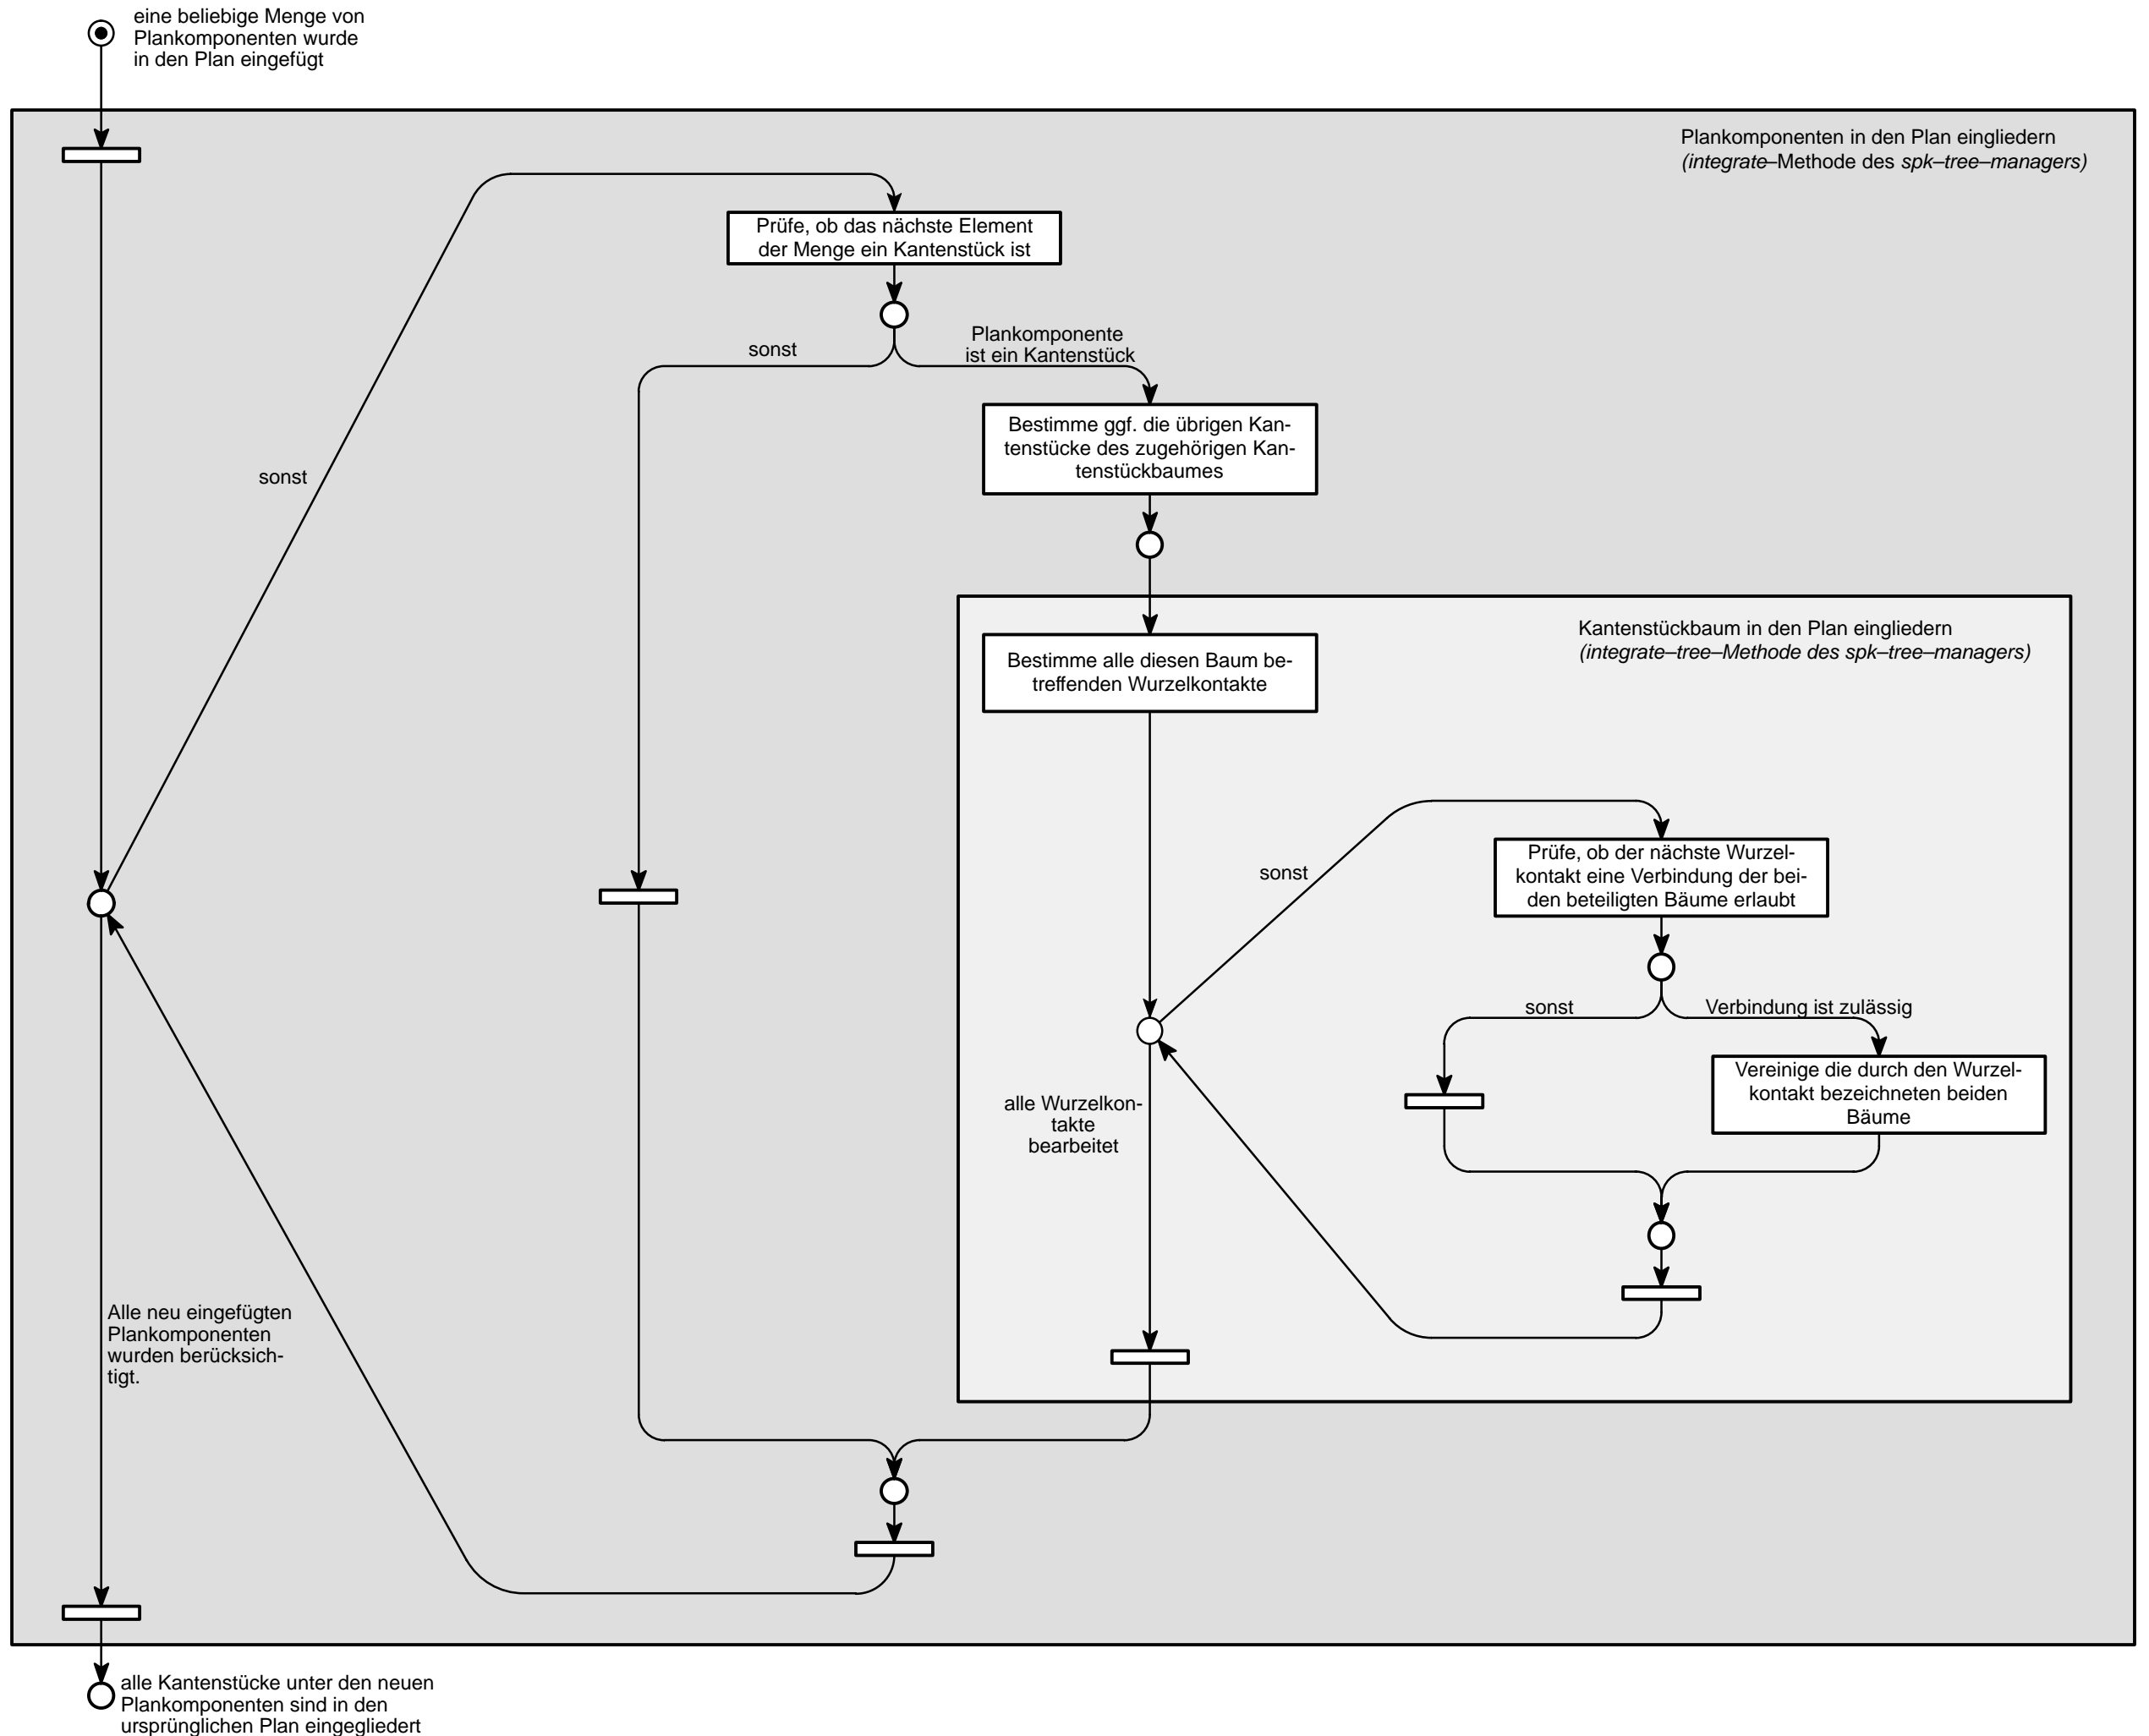 eine beliebige Menge von
Plankomponenten wurde
in den Plan eingefügt
Plankomponenten in den Plan eingliedern
(integrate–Methode des spk–tree–managers)
Prüfe, ob das nächste Element
der Menge ein Kantenstück ist
sonst
Plankomponente
ist ein Kantenstück
Bestimme ggf. die übrigen Kan-
tenstücke des zugehörigen Kan-
tenstückbaumes
sonst
Kantenstückbaum in den Plan eingliedern
(integrate–tree–Methode des spk–tree–managers)
Bestimme alle diesen Baum be-
treffenden Wurzelkontakte
sonst
Prüfe, ob der nächste Wurzel-
kontakt eine Verbindung der bei-
den beteiligten Bäume erlaubt
sonst
Verbindung ist zulässig
Vereinige die durch den Wurzel-
kontakt bezeichneten beiden
Bäume
alle Wurzelkon-
takte
bearbeitet
Alle neu eingefügten
Plankomponenten
wurden berücksich-
tigt.
alle Kantenstücke unter den neuen
Plankomponenten sind in den
ursprünglichen Plan eingegliedert